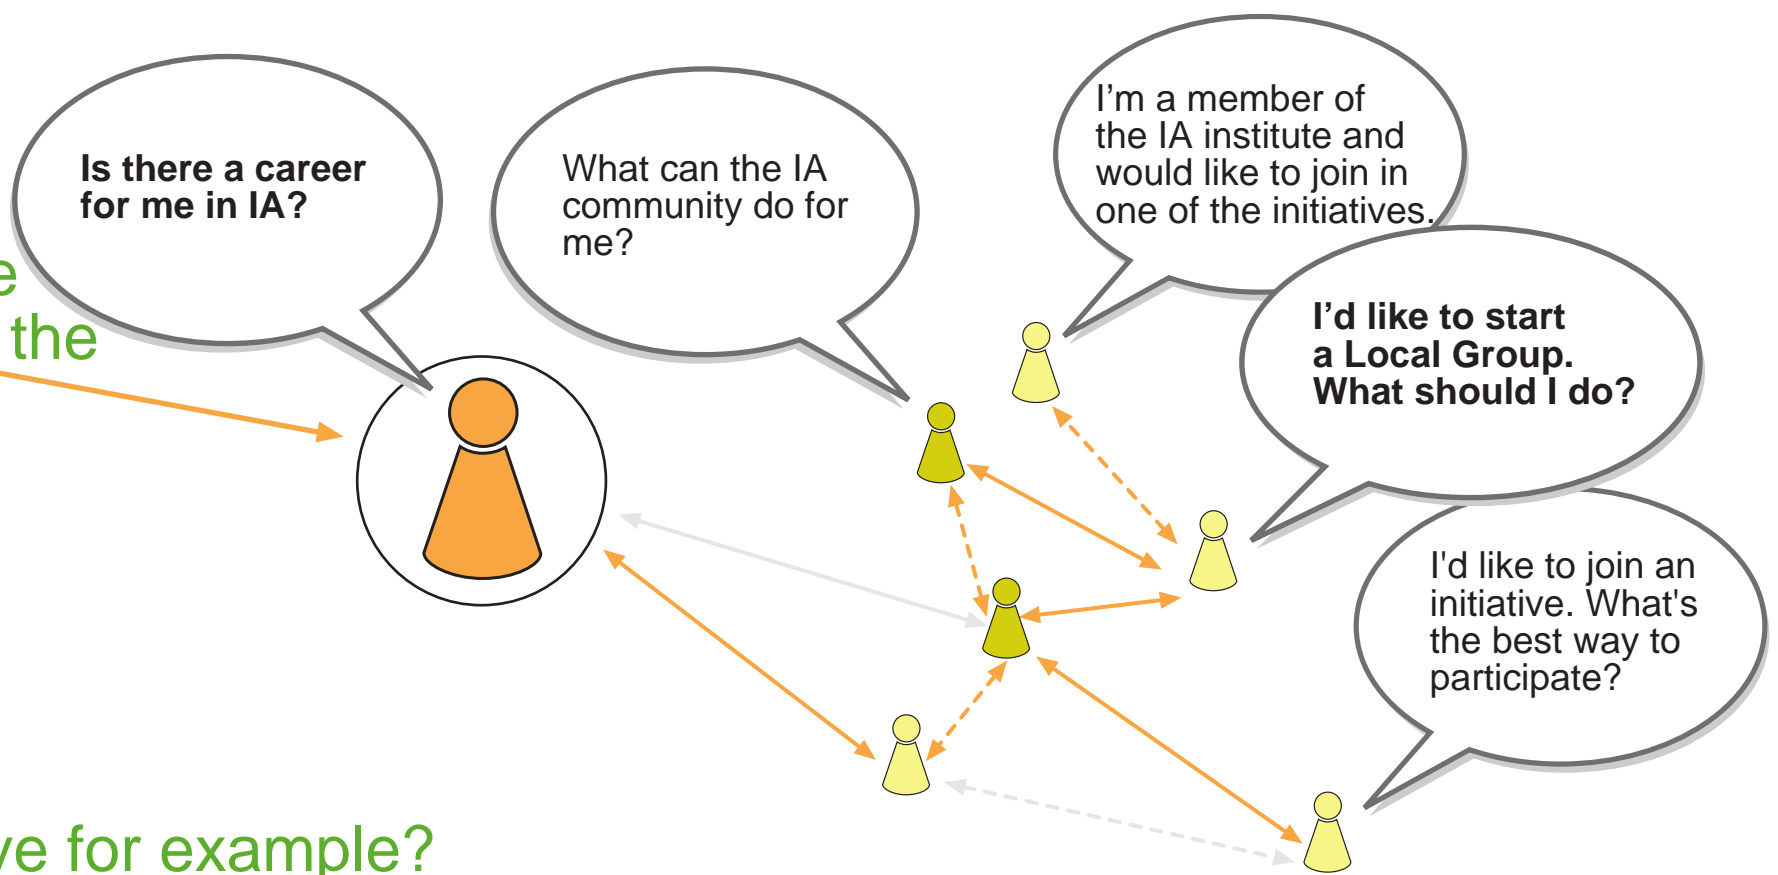 Is there a career
for me in IA?
What can the IA
community do for
me?
I’m a member of
the IA institute and
would like to join in
one of the initiatives.
I’d like to start
a Local Group.
What should I do?
I'd like to join an
initiative. What's
the best way to
participate?
e
the
ve for example?